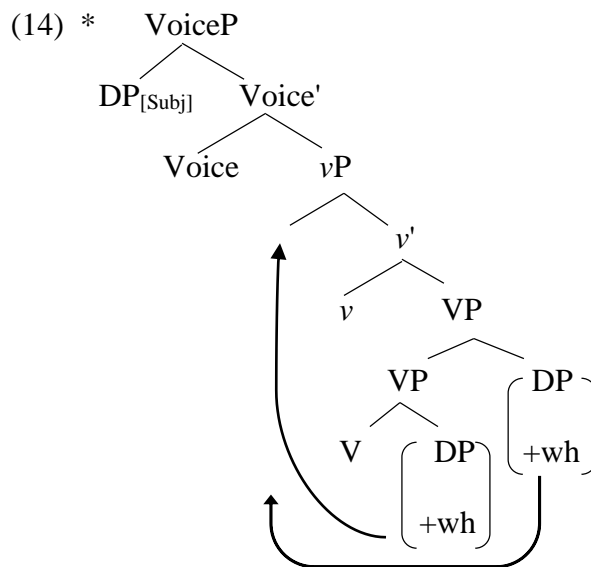 (14) * VoiceP
DP[Subj] Voice'
Voice vP
v'
v VP
VP DP
V DP +wh
+wh